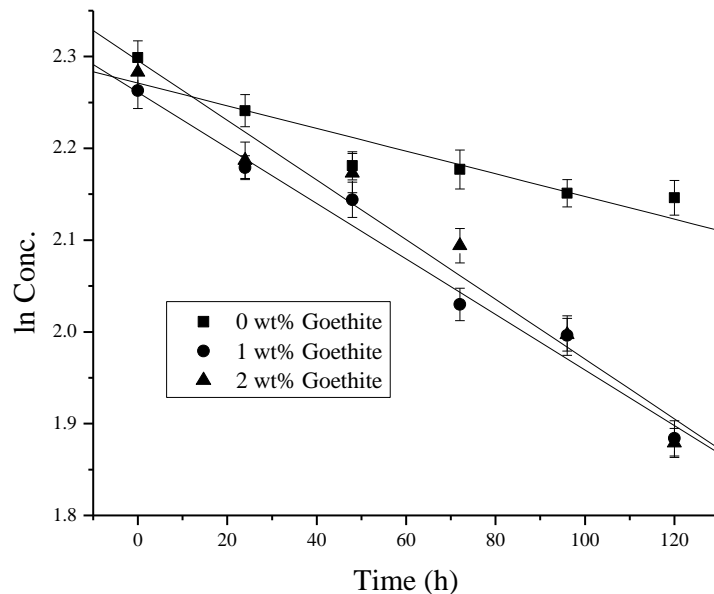 ln Conc.
2.3
2.2
2.1
2.0
1.9
1.8
0 wt% Goethite
1 wt% Goethite
2 wt% Goethite
0 20 40 60 80 100 120
Time (h)